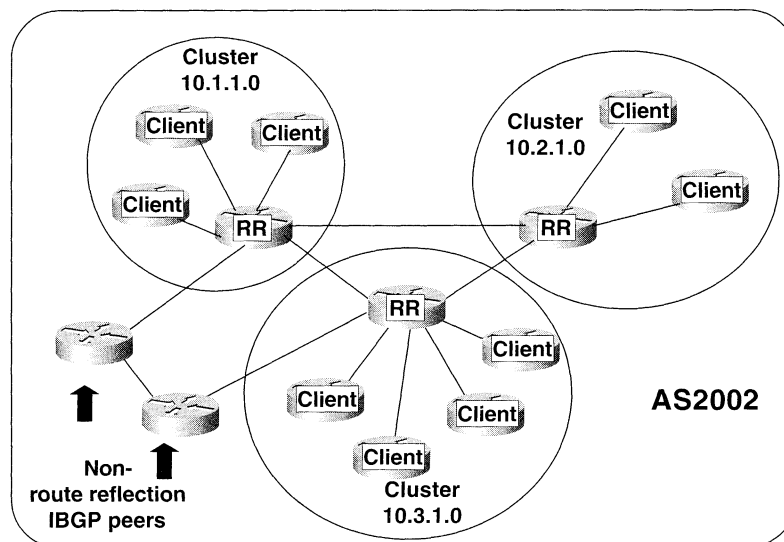 Cluster
10.1.1.0
Client
Client
Client
RR
Cluster
10.2.1.0
Client
Client
RR
RR
Client
Client
Client
Client
Cluster
10.3.1.0
AS2002
Non-
route reflection
IBGP peers